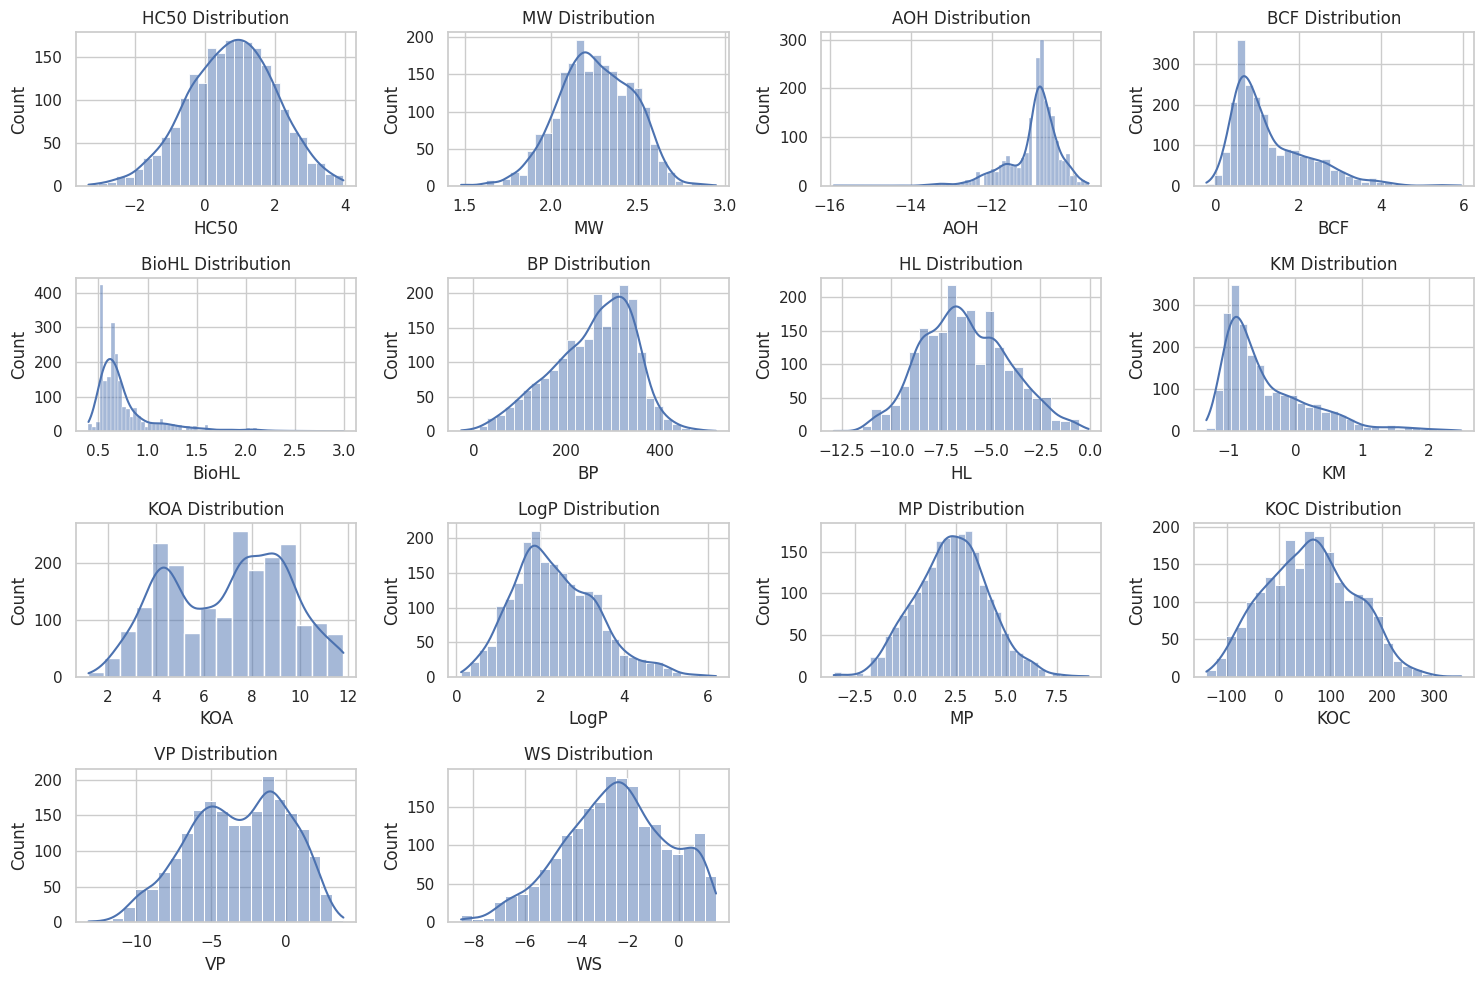 HC50 Distribution
MW Distribution
AOH Distribution
BCF Distribution
150
100
50
0
Count
−2
0
2
4
HC50
200
150
100
50
0
Count
1.5
2.0
2.5
3.0
MW
300
200
100
0
Count
−16
−14
−12
−10
AOH
300
200
100
0
Count
0
2
4
6
BCF
BioHL Distribution
BP Distribution
HL Distribution
KM Distribution
400
300
200
100
0
Count
0.5
1.0
1.5
2.0
2.5
3.0
BioHL
200
150
100
50
0
Count
0
200
400
BP
200
150
100
50
0
Count
−12.5
−10.0
−7.5
−5.0
−2.5
0.0
HL
300
200
100
0
Count
−1
0
1
2
KM
KOA Distribution
LogP Distribution
MP Distribution
KOC Distribution
200
100
0
Count
2
4
6
8
10
12
KOA
200
150
100
50
0
Count
0
2
4
6
LogP
150
100
50
0
Count
−2.5
0.0
2.5
5.0
7.5
MP
200
150
100
50
0
Count
−100
0
100
200
300
KOC
VP Distribution
WS Distribution
200
150
100
50
0
Count
−10
−5
0
VP
150
100
50
0
Count
−8
−6
−4
−2
0
WS